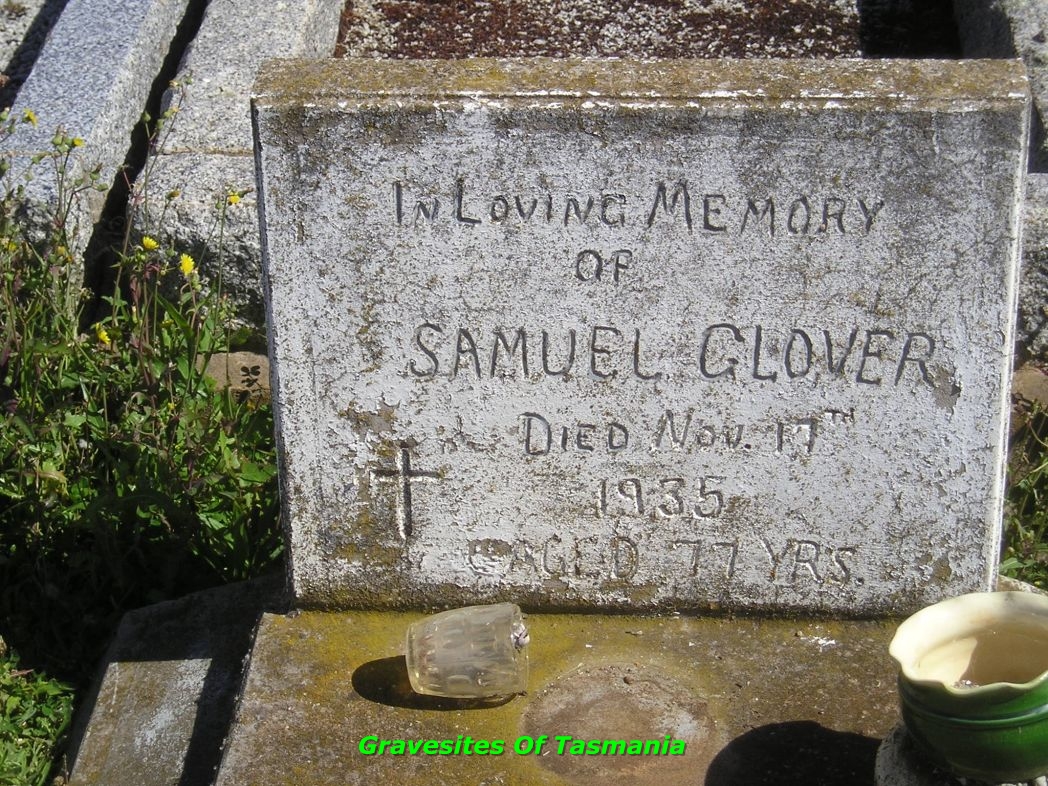 IN LOVING MEMORY
OF
SAMUEL GLOVER
DIED NOV. 17TH
1935
AGED 77 YRS.
Gravesites Of Tasmania